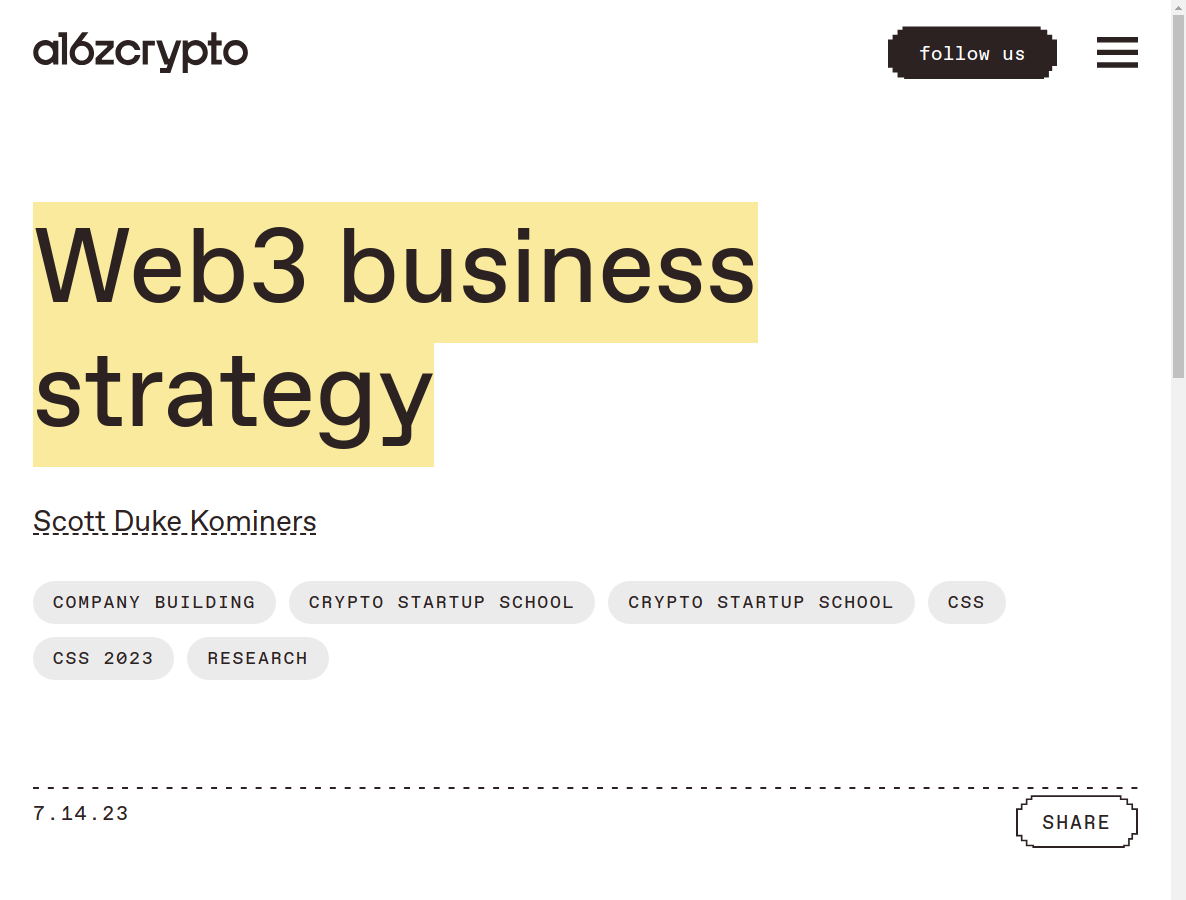 a16zcrypto
follow us
Web3 business
strategy
Scott Duke Kominers
COMPANY BUILDING CRYPTO STARTUP SCHOOL CRYPTO STARTUP SCHOOL CSS
CSS 2023 RESEARCH
7.14.23
SHARE